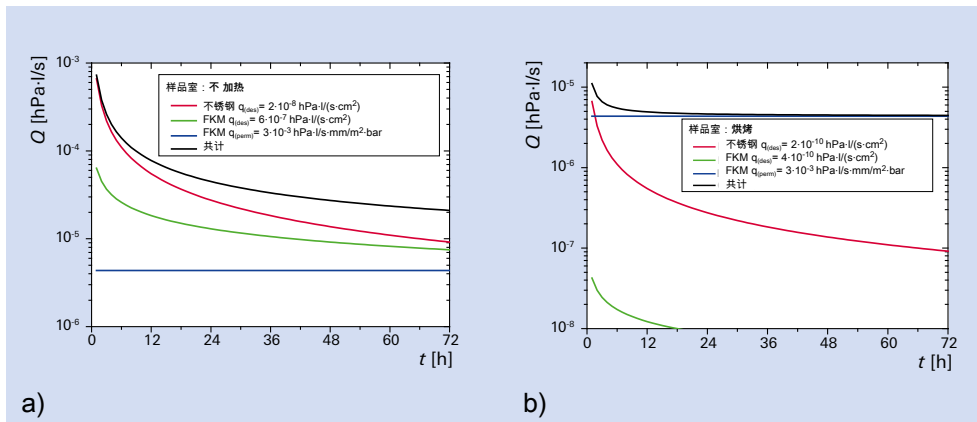 10⁻³
10⁻⁴
10⁻⁵
10⁻⁶
Q [hPa·l/s]
样品室：不 加热
不锈钢 q(des)= 2·10⁻⁸ hPa·l/(s·cm²)
FKM q(des)= 6·10⁻⁷ hPa·l/(s·cm²)
FKM q(perm)= 3·10⁻³ hPa·l/s·mm/m²·bar
共计
0 12 24 36 48 60 72
t [h]
a)
10⁻⁵
10⁻⁶
10⁻⁷
10⁻⁸
Q [hPa·l/s]
样品室：烘烤
不锈钢 q(des)= 2·10⁻¹⁰ hPa·l/(s·cm²)
FKM q(des)= 4·10⁻¹⁰ hPa·l/(s·cm²)
FKM q(perm)= 3·10⁻³ hPa·l/s·mm/m²·bar
共计
0 12 24 36 48 60 72
t [h]
b)